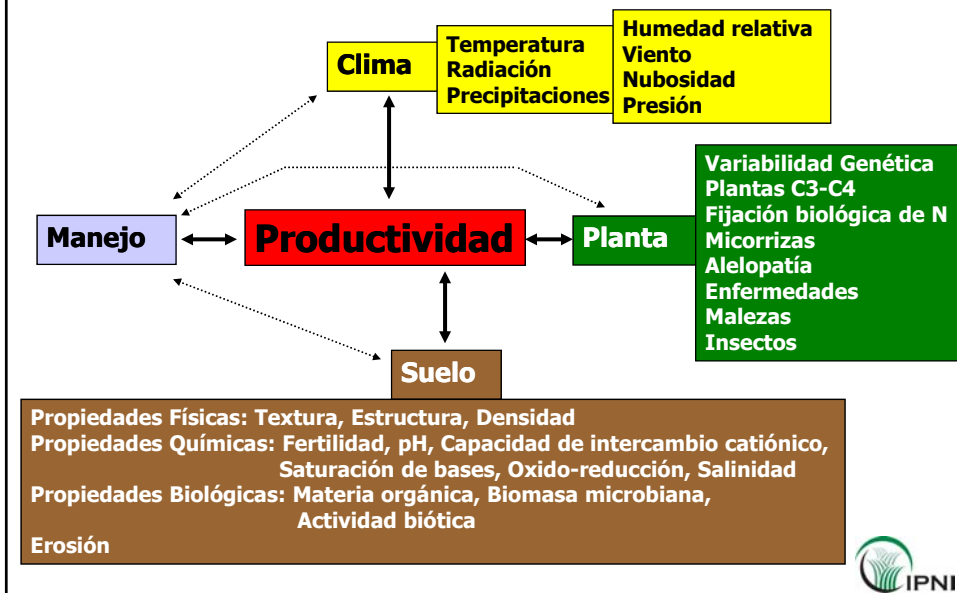 Clima
Temperatura
Radiación
Precipitaciones
Humedad relativa
Viento
Nubosidad
Presión
Manejo
Productividad
Planta
Variabilidad Genética
Plantas C3-C4
Fijación biológica de N
Micorrizas
Alelopatía
Enfermedades
Malezas
Insectos
Suelo
Propiedades Físicas: Textura, Estructura, Densidad
Propiedades Químicas: Fertilidad, pH, Capacidad de intercambio catiónico,
Saturación de bases, Oxido-reducción, Salinidad
Propiedades Biológicas: Materia orgánica, Biomasa microbiana,
Actividad biótica
Erosión
IPNI